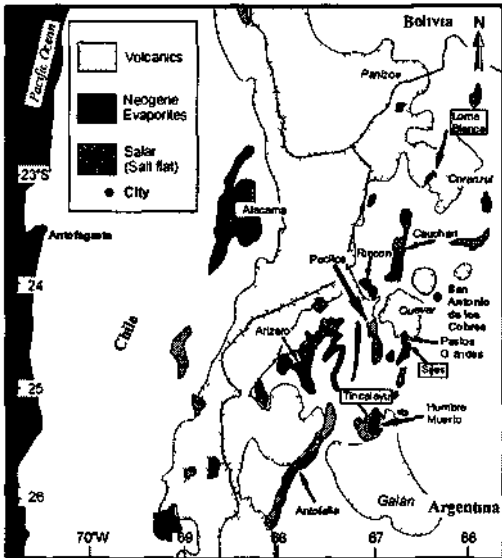 Bolivia
N
Pacific Ocean
Volcanics
Neogene
Evaporites
Salar
(Salt flat)
City
Panizos
Loma
Blanca
Coranzulí
23°S
Atacama
Antofagasta
Cauchari
Rincon
Pocitos
24
San
Antonio
de los
Cobres
Quevar
Chile
Arizaro
Pastos
Grandes
Sijes
25
Tincalayu
Hombre
Muerto
26
Antofalla
Galán
Argentina
70°W
69
68
67
66